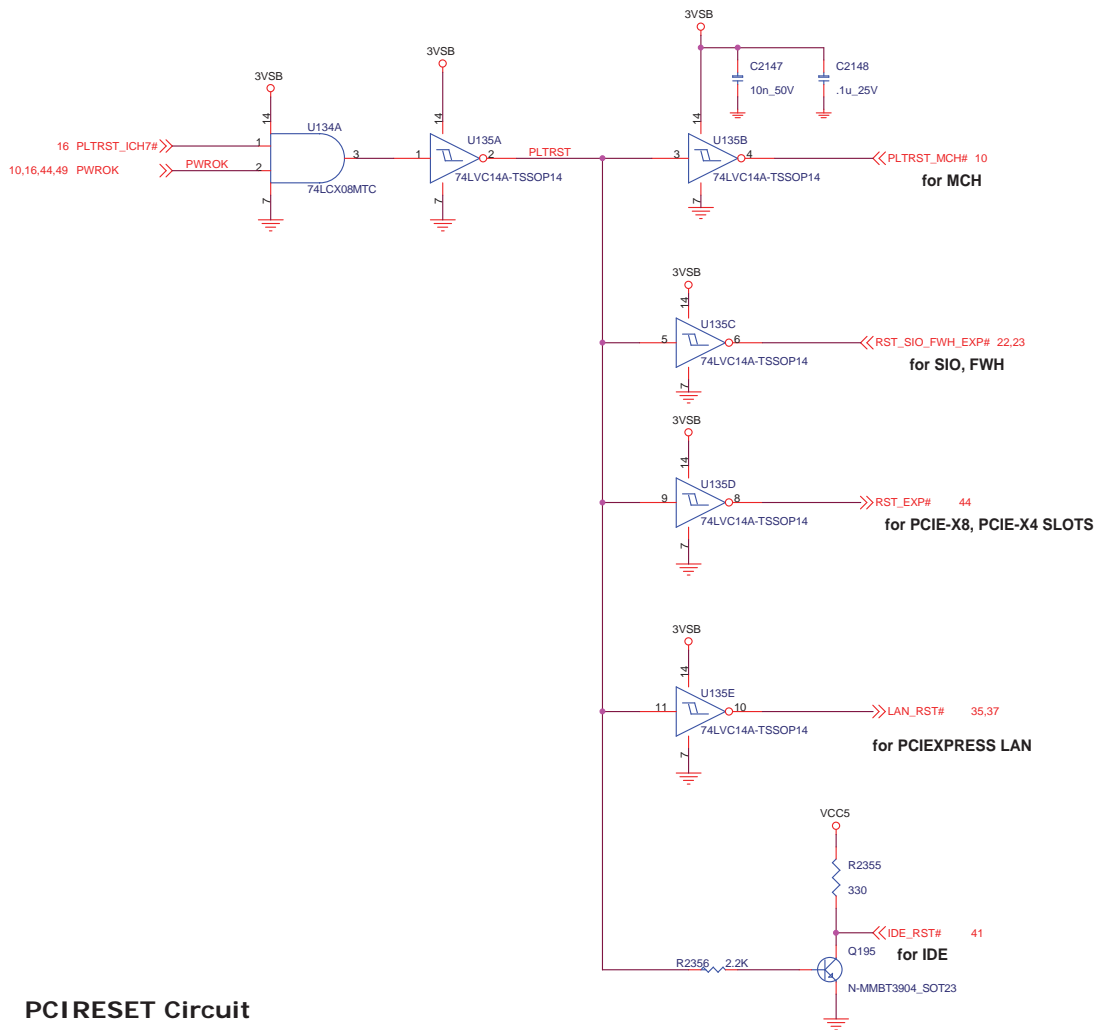 3VSB
14
U134A
16 PLTRST_ICH7#
1
10,16,44,49 PWROK
PWROK
2
3
74LCX08MTC
7
3VSB
14
U135A
1
2
PLTRST
74LVC14A-TSSOP14
7
3VSB
C2147
10n_50V
C2148
.1u_25V
14
U135B
3
4
PLTRST_MCH# 10
74LVC14A-TSSOP14
for MCH
7
3VSB
14
U135C
5
6
RST_SIO_FWH_EXP# 22,23
74LVC14A-TSSOP14
for SIO, FWH
7
3VSB
14
U135D
9
8
RST_EXP# 44
74LVC14A-TSSOP14
for PCIE-X8, PCIE-X4 SLOTS
7
3VSB
14
U135E
11
10
LAN_RST# 35,37
74LVC14A-TSSOP14
for PCIEXPRESS LAN
7
VCC5
R2355
330
IDE_RST# 41
for IDE
Q195
R2356 2.2K
N-MMBT3904_SOT23
PCIRESET Circuit